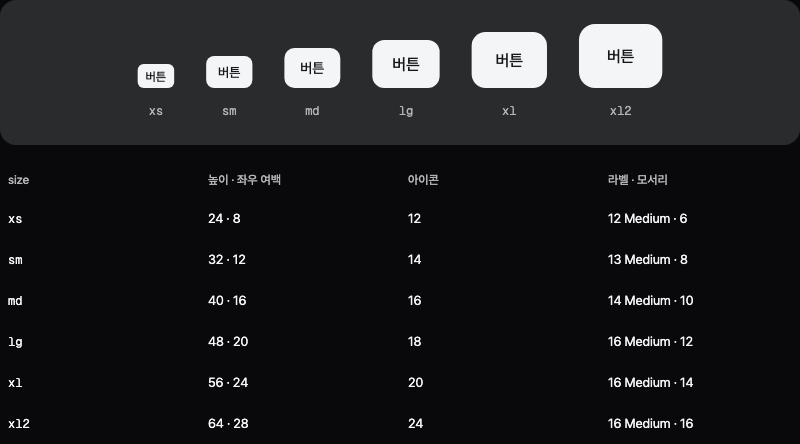 버튼 버튼 버튼 버튼 버튼 버튼
xs sm md lg xl xl2
size 높이 · 좌우 여백 아이콘 라벨 · 모서리
xs 24 · 8 12 12 Medium · 6
sm 32 · 12 14 13 Medium · 8
md 40 · 16 16 14 Medium · 10
lg 48 · 20 18 16 Medium · 12
xl 56 · 24 20 16 Medium · 14
xl2 64 · 28 24 16 Medium · 16